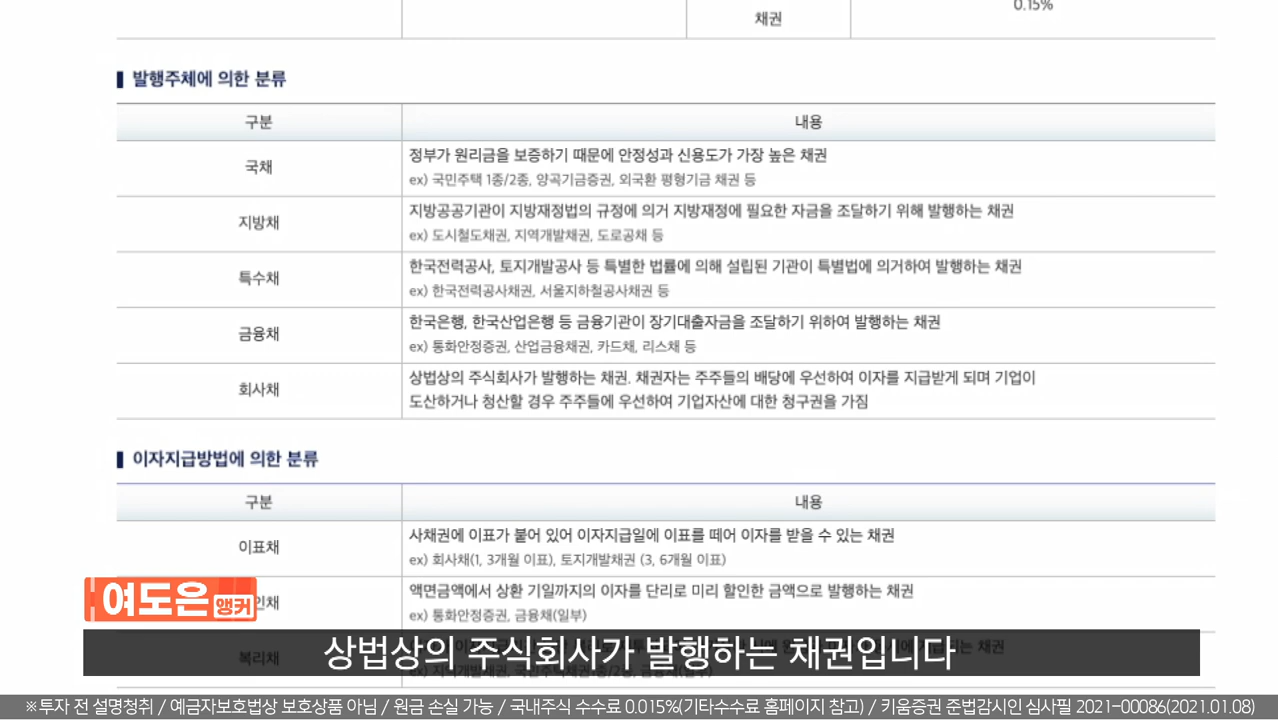 채권
0.15%
발행주체에 의한 분류
구분 내용
국채
정부가 원리금을 보증하기 때문에 안정성과 신용도가 가장 높은 채권
ex) 국민주택 1종/2종, 양곡기금증권, 외국환 평형기금 채권 등
지방채
지방공공기관이 지방재정법의 규정에 의거 지방재정에 필요한 자금을 조달하기 위해 발행하는 채권
ex) 도시철도채권, 지역개발채권, 도로공채 등
특수채
한국전력공사, 토지개발공사 등 특별한 법률에 의해 설립된 기관이 특별법에 의거하여 발행하는 채권
ex) 한국전력공사채권, 서울지하철공사채권 등
금융채
한국은행, 한국산업은행 등 금융기관이 장기대출자금을 조달하기 위하여 발행하는 채권
ex) 통화안정증권, 산업금융채권, 카드채, 리스채 등
회사채
상법상의 주식회사가 발행하는 채권. 채권자는 주주들의 배당에 우선하여 이자를 지급받게 되며 기업이
도산하거나 청산할 경우 주주들에 우선하여 기업자산에 대한 청구권을 가짐
이자지급방법에 의한 분류
구분 내용
이표채
사채권에 이표가 붙어 있어 이자지급일에 이표를 떼어 이자를 받을 수 있는 채권
ex) 회사채(1, 3개월 이표), 토지개발채권 (3, 6개월 이표)
인채
액면금액에서 상환 기일까지의 이자를 단리로 미리 할인한 금액으로 발행하는 채권
ex) 통화안정증권, 금융채(일부)
여도은 앵커
복리채
채권
상법상의 주식회사가 발행하는 채권입니다
※투자 전 설명청취 / 예금자보호법상 보호상품 아님 / 원금 손실 가능 / 국내주식 수수료 0.015%(기타수수료 홈페이지 참고) / 키움증권 준법감시인 심사필 2021-00086(2021.01.08)